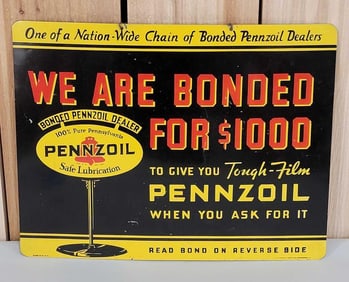 One of a Nation-Wide Chain of Bonded Pennzoil Dealers
WE ARE BONDED
FOR $1000
BONDED PENNZOIL DEALER
100% Pure Pennsylvania
PENNZOIL
Safe Lubrication
TO GIVE YOU Tough-Film
PENNZOIL
WHEN YOU ASK FOR IT
READ BOND ON REVERSE SIDE